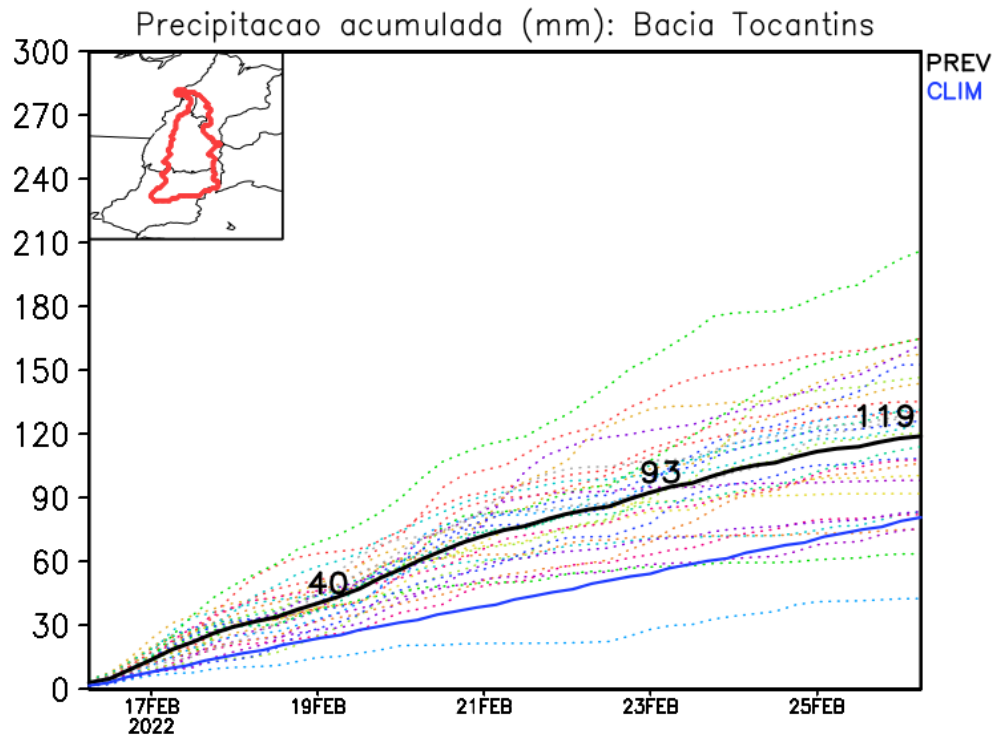 Precipitacao acumulada (mm): Bacia Tocantins
300
270
240
210
180
150
120
90
60
30
0
PREV
CLIM
40
93
119
17FEB
2022
19FEB
21FEB
23FEB
25FEB